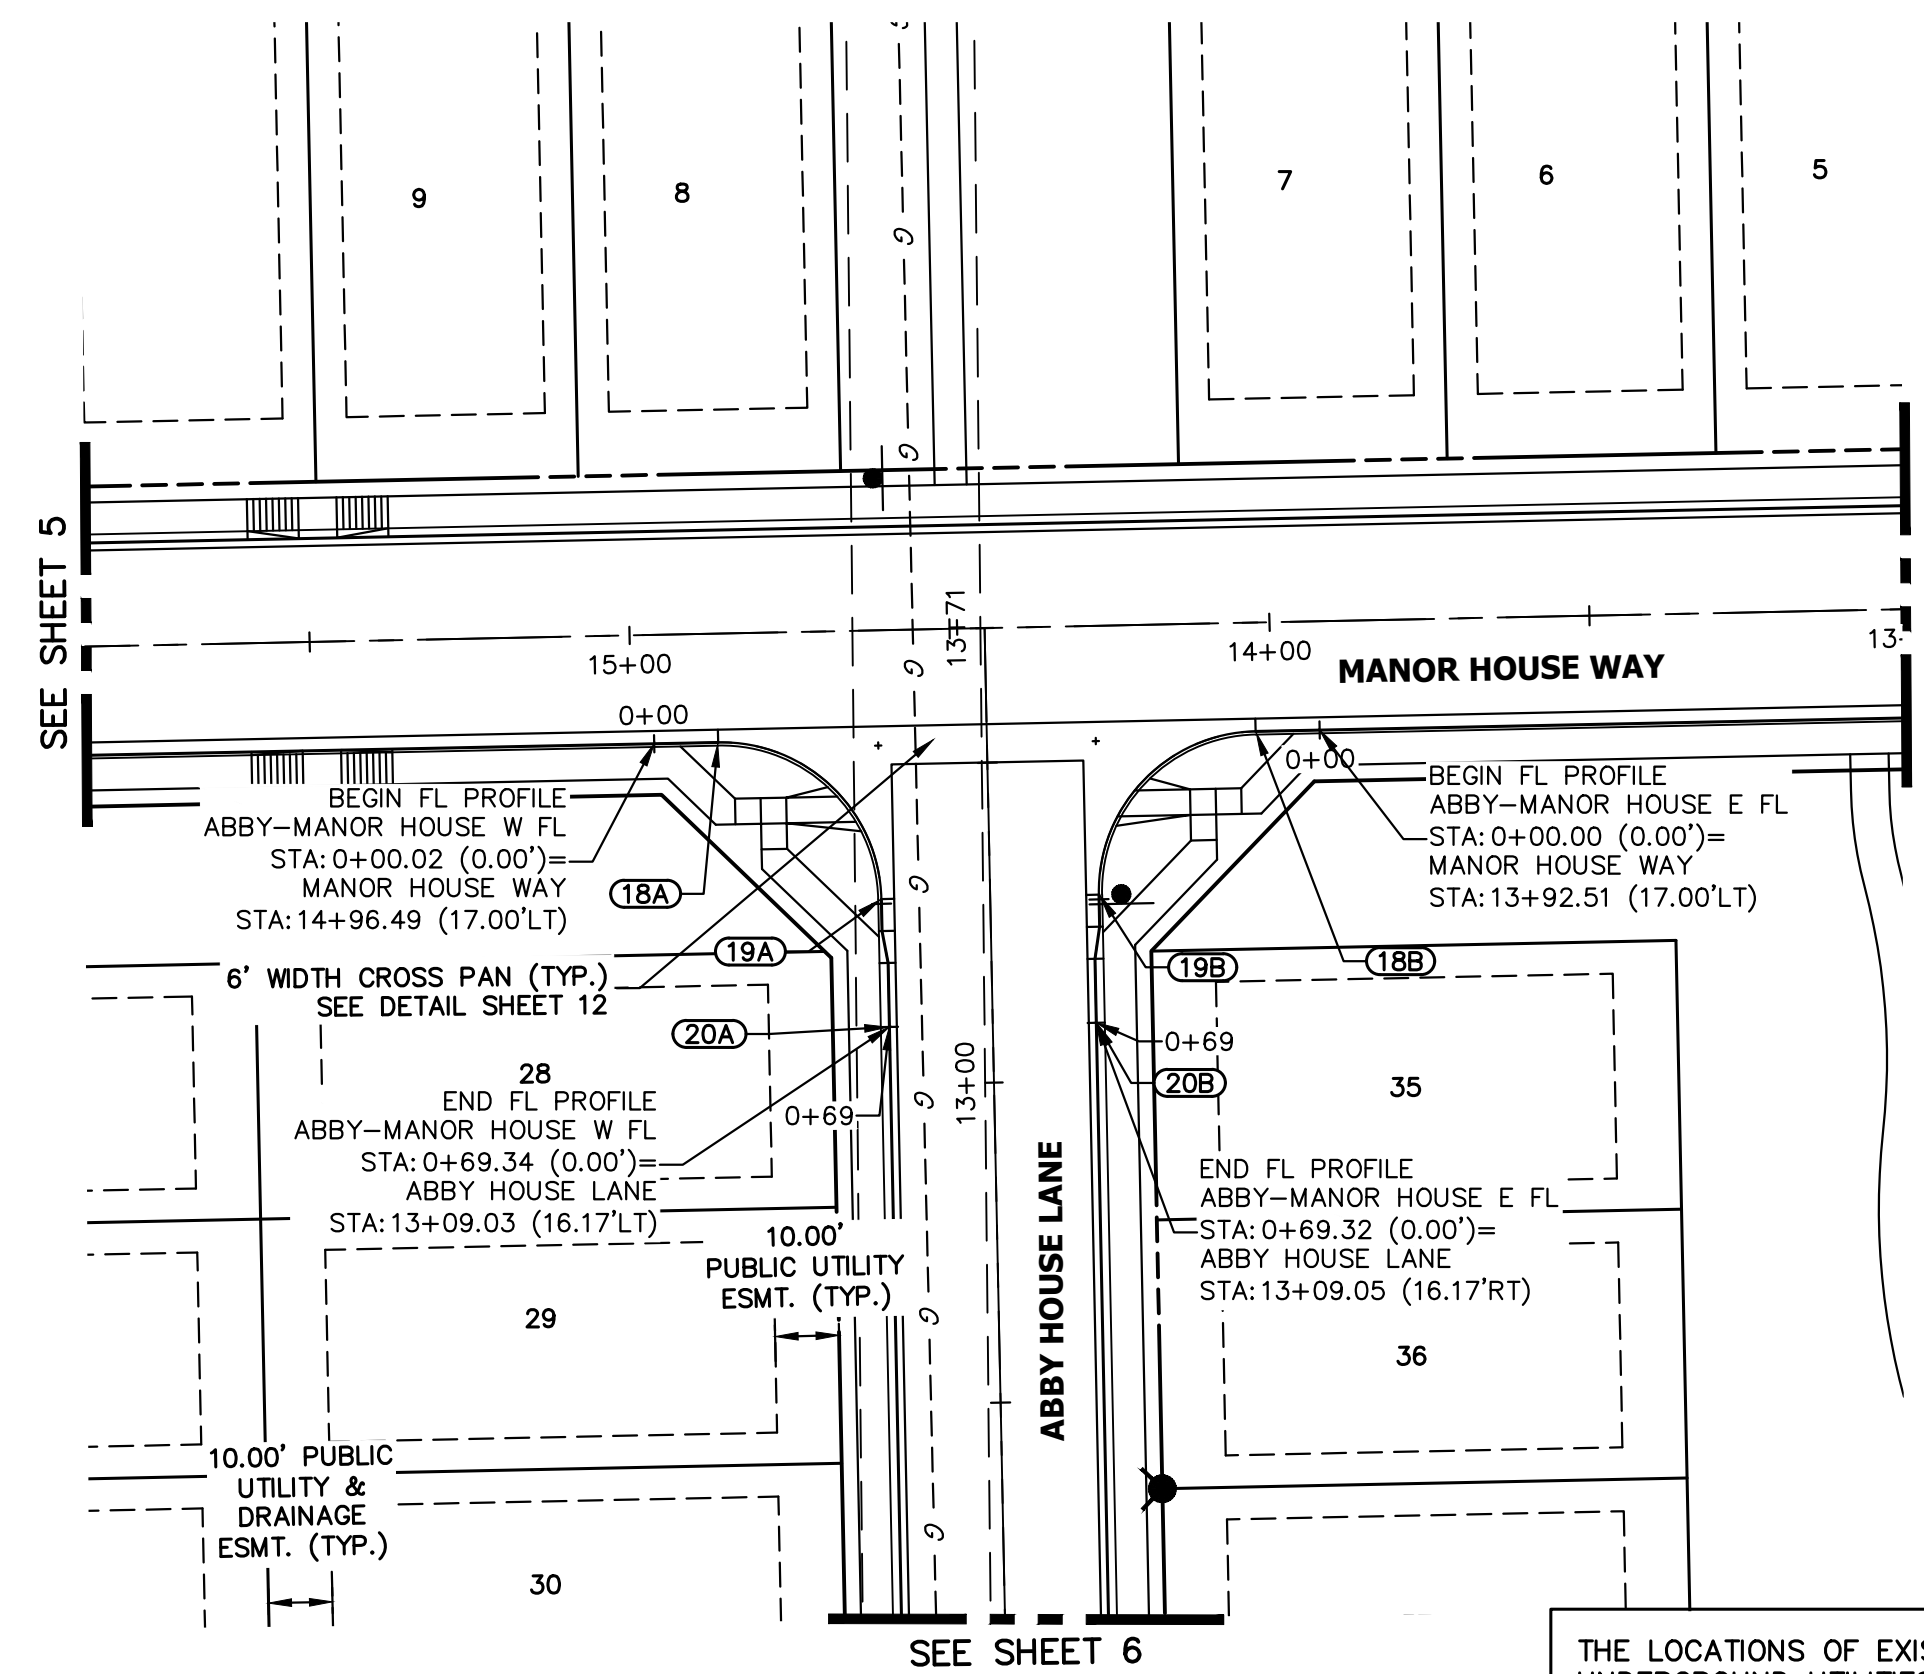 9
8
7
6
5
SEE SHEET 5
G
G
G
G
G
G
G
G
13+71
15+00
14+00
13
MANOR HOUSE WAY
0+00
0+00
BEGIN FL PROFILE
ABBY-MANOR HOUSE W FL
STA:0+00.02 (0.00')=
MANOR HOUSE WAY
STA:14+96.49 (17.00'LT)
18A
BEGIN FL PROFILE
ABBY-MANOR HOUSE E FL
STA:0+00.00 (0.00')=
MANOR HOUSE WAY
STA:13+92.51 (17.00'LT)
19A
19B
18B
6' WIDTH CROSS PAN (TYP.)
SEE DETAIL SHEET 12
20A
0+69
20B
28
35
13+00
END FL PROFILE
ABBY-MANOR HOUSE W FL
STA:0+69.34 (0.00')=
ABBY HOUSE LANE
STA:13+09.03 (16.17'LT)
0+69
ABBY HOUSE LANE
END FL PROFILE
ABBY-MANOR HOUSE E FL
STA:0+69.32 (0.00')=
ABBY HOUSE LANE
STA:13+09.05 (16.17'RT)
10.00'
PUBLIC UTILITY
ESMT. (TYP.)
29
36
10.00' PUBLIC
UTILITY &
DRAINAGE
ESMT. (TYP.)
30
SEE SHEET 6
THE LOCATIONS OF